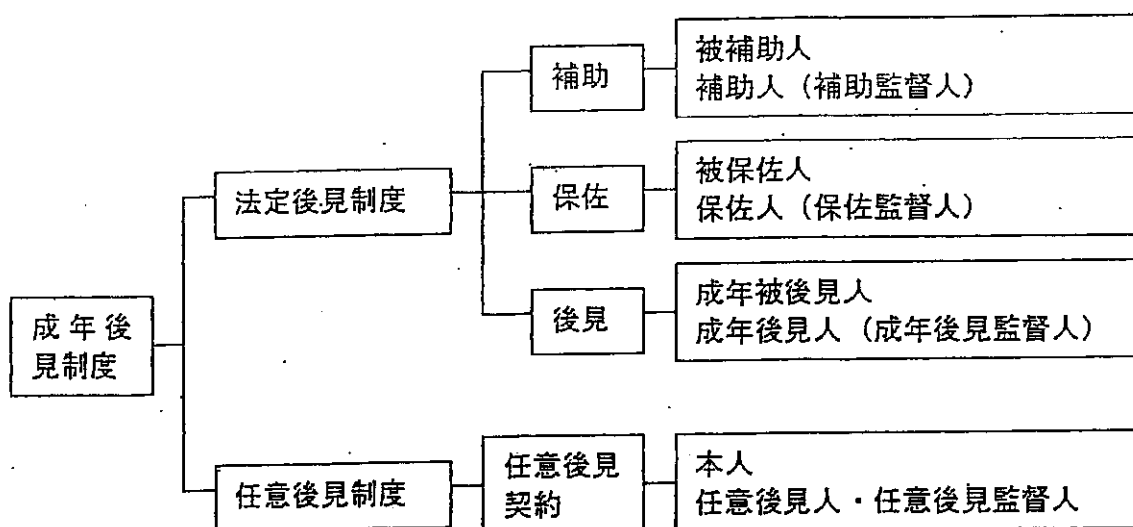 補助
被補助人
補助人（補助監督人）
法定後見制度
保佐
被保佐人
保佐人（保佐監督人）
後見
成年被後見人
成年後見人（成年後見監督人）
成年後
見制度
任意後見制度
任意後見
契約
本人
任意後見人・任意後見監督人